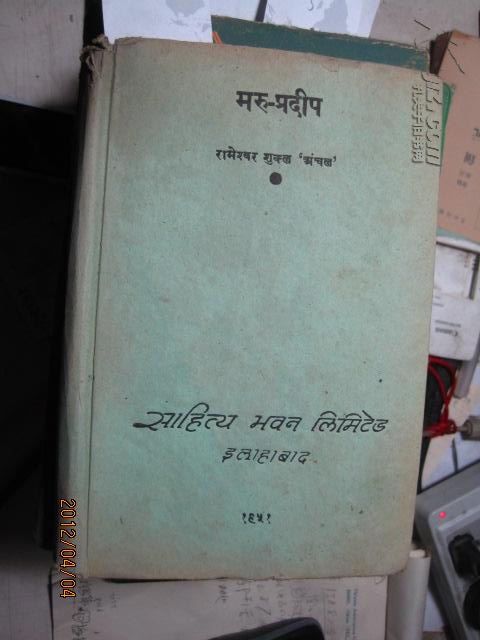 मरु-प्रदीप
रामेश्वर शुक्ल 'अंचल'
साहित्य भवन लिमिटेड
इलाहाबाद
१९५१
2012/04/04